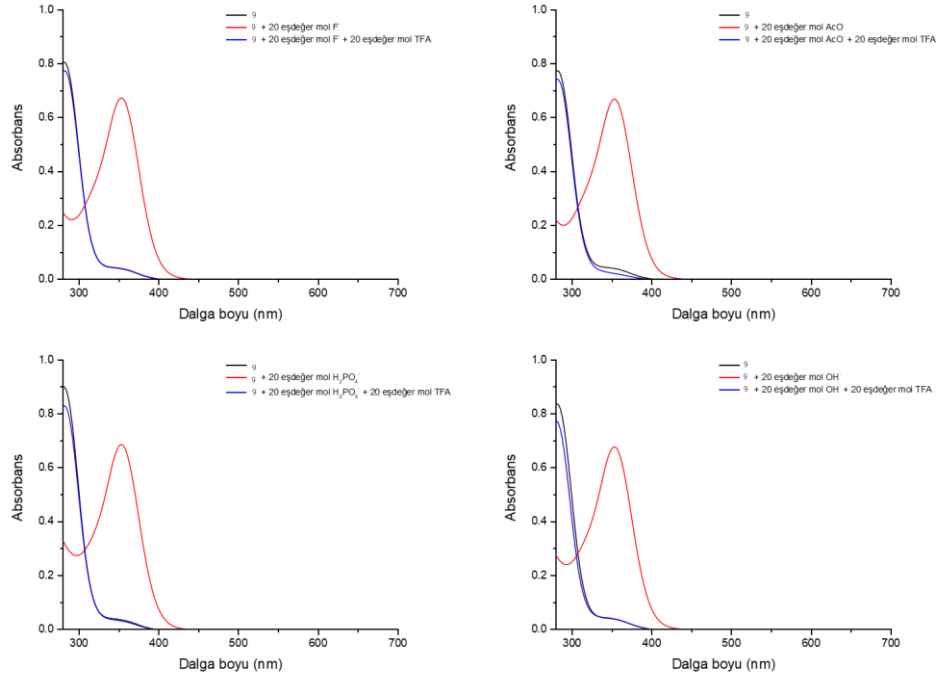 9
9 + 20 eşdeğer mol F⁻
9 + 20 eşdeğer mol F⁻ + 20 eşdeğer mol TFA
1.0
0.8
0.6
0.4
0.2
0.0
Absorbans
300 400 500 600 700
Dalga boyu (nm)
9
9 + 20 eşdeğer mol AcO⁻
9 + 20 eşdeğer mol AcO⁻ + 20 eşdeğer mol TFA
1.0
0.8
0.6
0.4
0.2
0.0
Absorbans
300 400 500 600 700
Dalga boyu (nm)
9
9 + 20 eşdeğer mol H₂PO₄⁻
9 + 20 eşdeğer mol H₂PO₄⁻ + 20 eşdeğer mol TFA
1.0
0.8
0.6
0.4
0.2
0.0
Absorbans
300 400 500 600 700
Dalga boyu (nm)
9
9 + 20 eşdeğer mol OH⁻
9 + 20 eşdeğer mol OH⁻ + 20 eşdeğer mol TFA
1.0
0.8
0.6
0.4
0.2
0.0
Absorbans
300 400 500 600 700
Dalga boyu (nm)